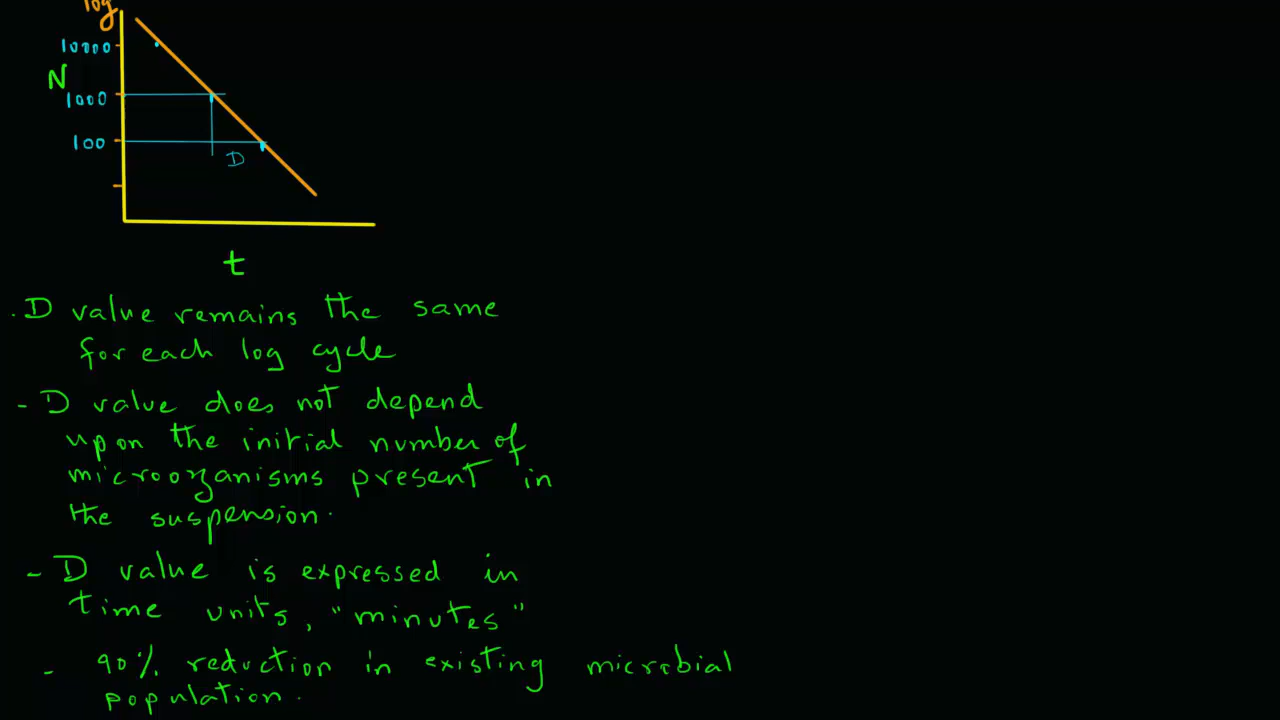 log
10000
N
1000
100
D
t
. D value remains the same
for each log cycle
- D value does not depend
upon the initial number of
microorganisms present in
the suspension.
- D value is expressed in
time units, "minutes"
- 90% reduction in existing microbial
population.